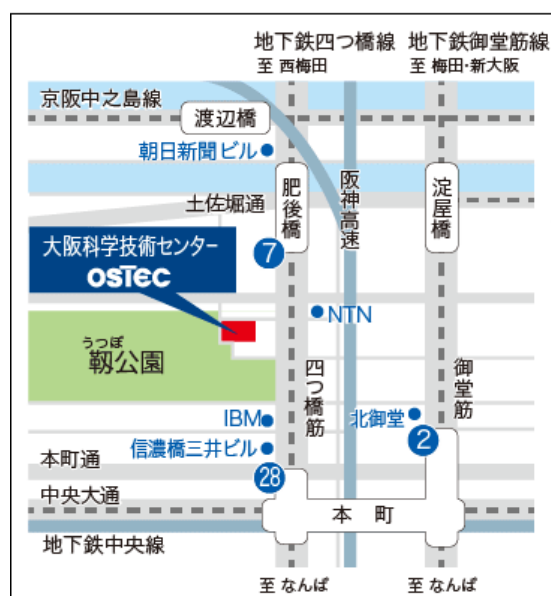 地下鉄四つ橋線
至 西梅田
地下鉄御堂筋線
至 梅田・新大阪
京阪中之島線
渡辺橋
朝日新聞ビル
土佐堀通
肥後橋
阪神高速
淀屋橋
大阪科学技術センター
OSTEC
7
NTN
うつぼ
靱公園
四つ橋筋
御堂筋
IBM
北御堂
2
信濃橋三井ビル
本町通
28
中央大通
本町
地下鉄中央線
至 なんば
至 なんば